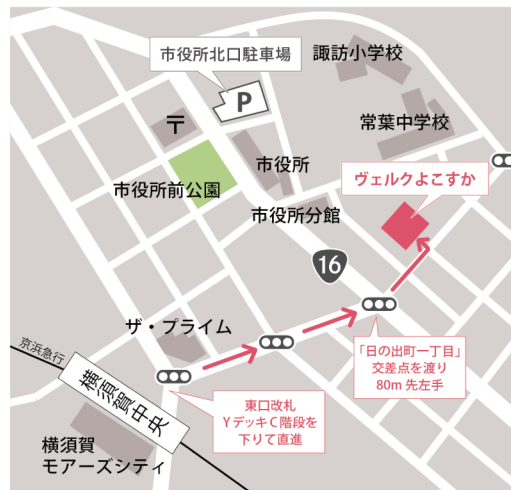 諏訪小学校
市役所北口駐車場
P
常葉中学校
〒
市役所
ヴェルクよこすか
市役所前公園
市役所分館
16
ザ・プライム
京浜急行
横須賀中央
「日の出町一丁目」
交差点を渡り
80m 先左手
東口改札
YデッキC階段を
下りて直進
横須賀
モアーズシティ